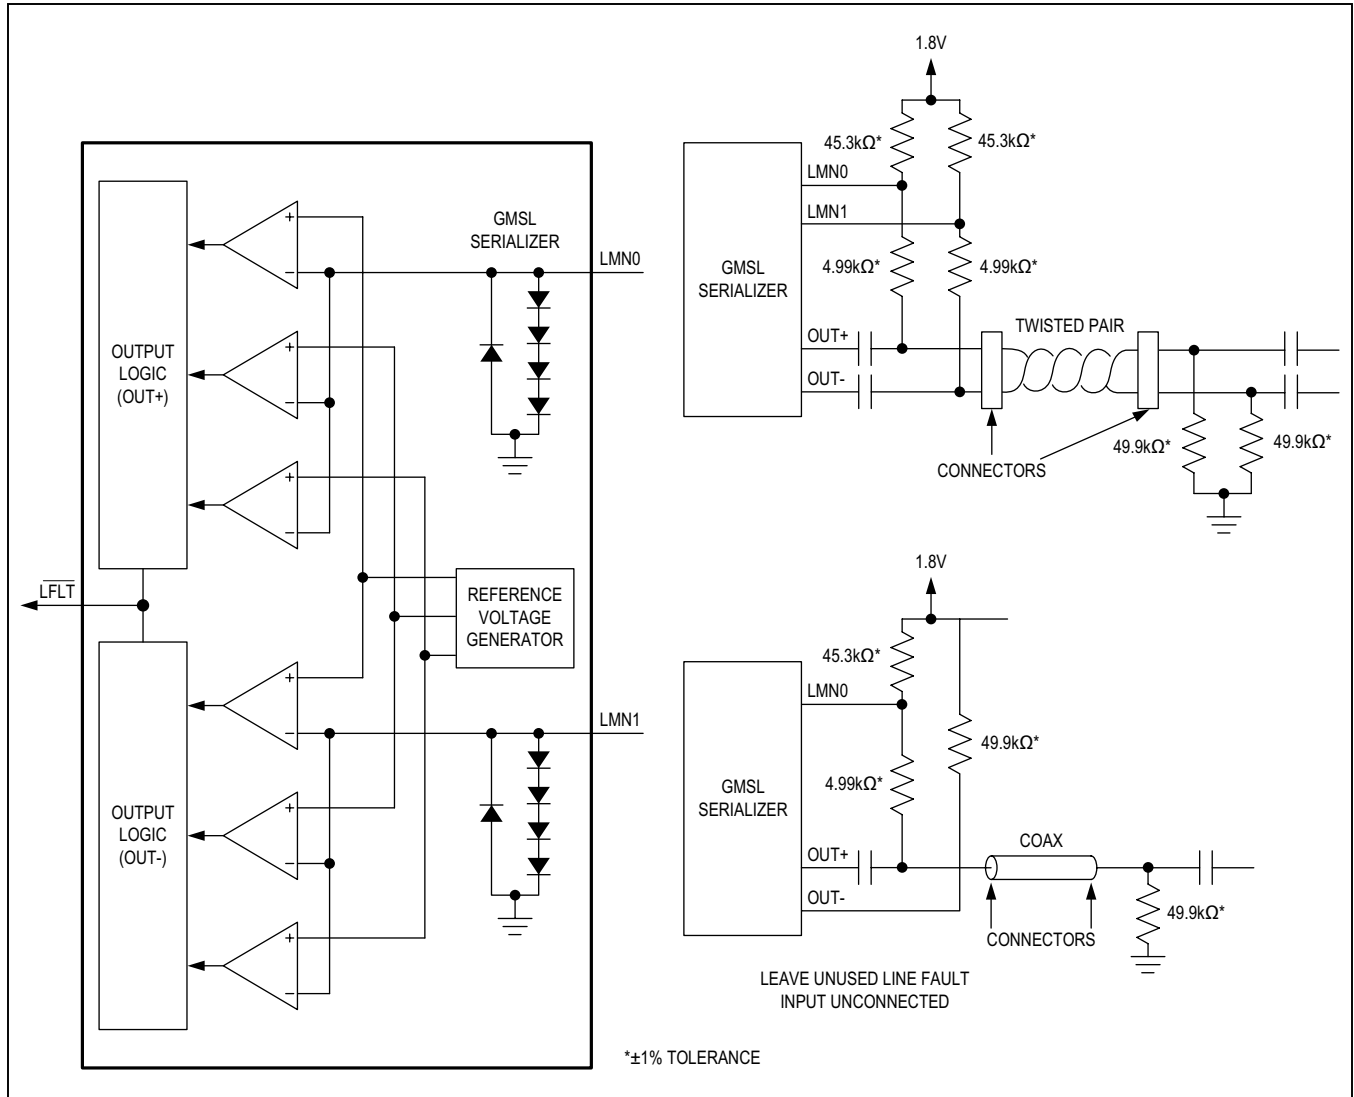 GMSL
SERIALIZER
LMN0
+
−
+
−
+
−
OUTPUT
LOGIC
(OUT+)
LFLT
REFERENCE
VOLTAGE
GENERATOR
LMN1
+
−
+
−
+
−
OUTPUT
LOGIC
(OUT-)
1.8V
45.3kΩ*
45.3kΩ*
LMN0
LMN1
4.99kΩ*
4.99kΩ*
GMSL
SERIALIZER
OUT+
OUT-
TWISTED PAIR
CONNECTORS
49.9kΩ*
49.9kΩ*
1.8V
45.3kΩ*
LMN0
49.9kΩ*
4.99kΩ*
GMSL
SERIALIZER
OUT+
OUT-
COAX
CONNECTORS
49.9kΩ*
LEAVE UNUSED LINE FAULT
INPUT UNCONNECTED
*±1% TOLERANCE